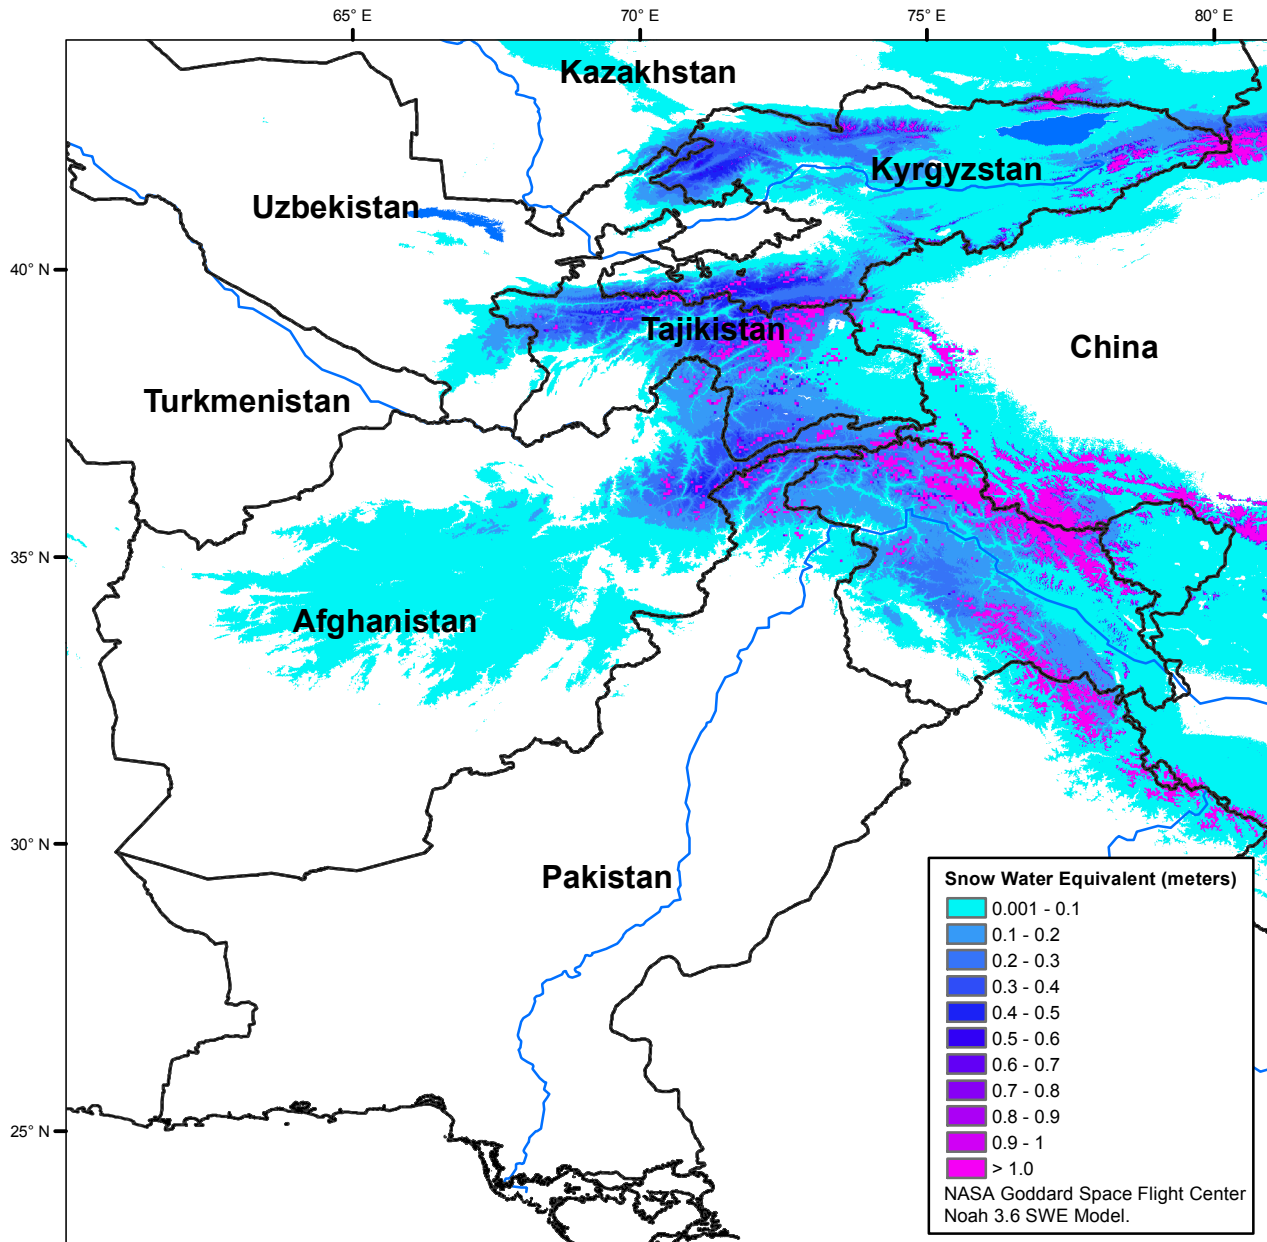 65° E 70° E 75° E 80° E
Kazakhstan
Kyrgyzstan
Uzbekistan
40° N
Tajikistan
China
Turkmenistan
35° N
Afghanistan
30° N
Pakistan
25° N
Snow Water Equivalent (meters)
0.001 - 0.1
0.1 - 0.2
0.2 - 0.3
0.3 - 0.4
0.4 - 0.5
0.5 - 0.6
0.6 - 0.7
0.7 - 0.8
0.8 - 0.9
0.9 - 1
> 1.0
NASA Goddard Space Flight Center
Noah 3.6 SWE Model.